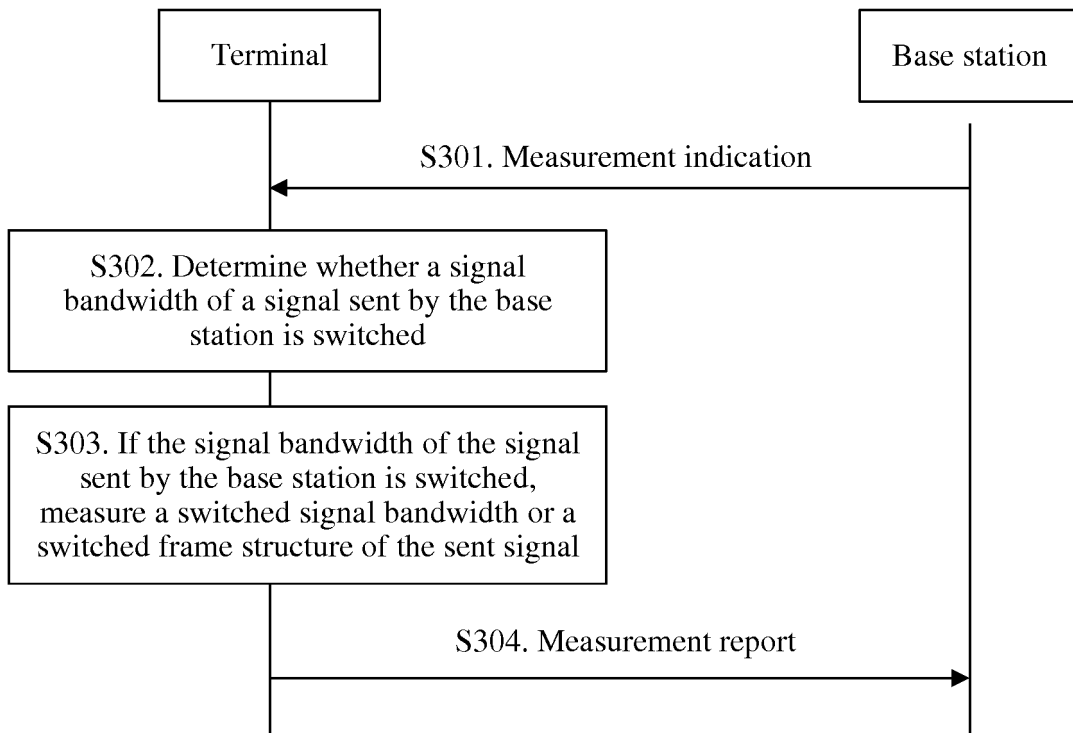 Terminal
Base station
S301. Measurement indication
S302. Determine whether a signal
bandwidth of a signal sent by the base
station is switched
S303. If the signal bandwidth of the signal
sent by the base station is switched,
measure a switched signal bandwidth or a
switched frame structure of the sent signal
S304. Measurement report